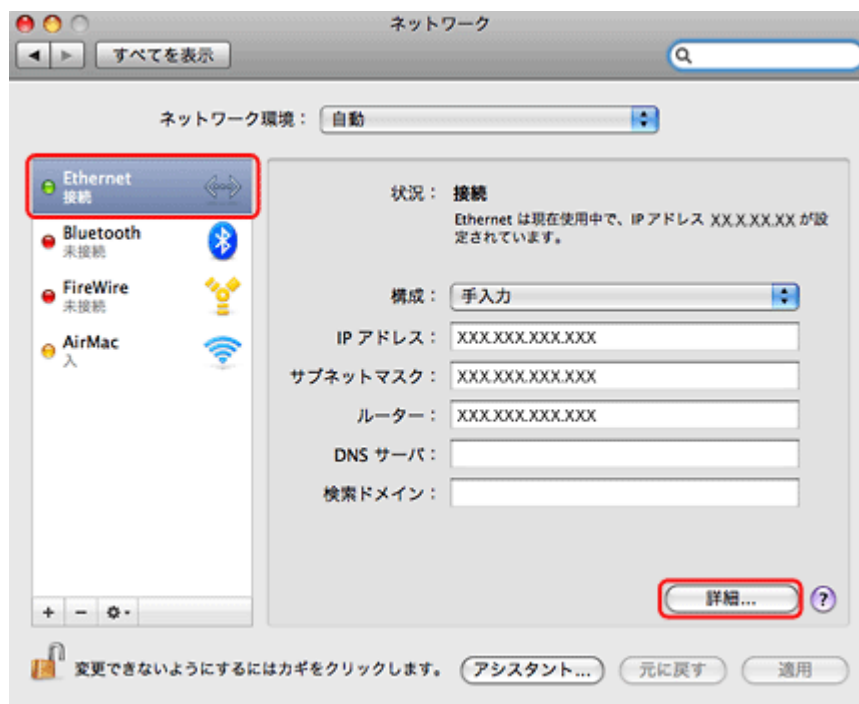 ネットワーク
すべてを表示
ネットワーク環境： 自動
Ethernet
接続
Bluetooth
未接続
FireWire
未接続
AirMac
入
状況： 接続
Ethernet は現在使用中で、IP アドレス XX.X.XX.XX が設
定されています。
構成： 手入力
IP アドレス： XXX.XXX.XXX.XXX
サブネットマスク： XXX.XXX.XXX.XXX
ルーター： XXX.XXX.XXX.XXX
DNS サーバ：
検索ドメイン：
詳細... ?
変更できないようにするにはカギをクリックします。 アシスタント... 元に戻す 適用